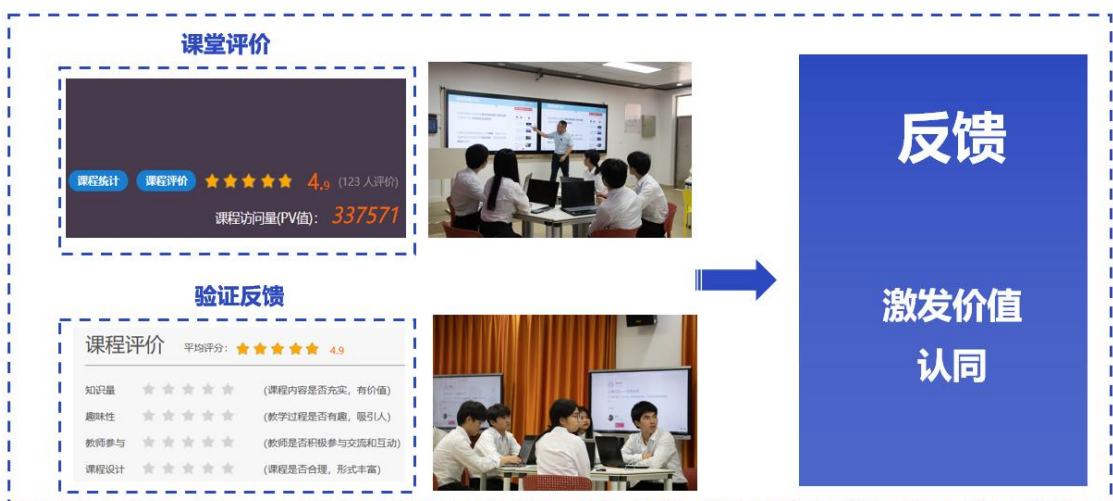 课堂评价
课程统计 课程评价 4.9 (123 人评价)
课程访问量(PV值): 337571
验证反馈
课程评价 平均评分: 4.9
知识量 (课程内容是否充实，有价值)
趣味性 (教学过程是否有趣，吸引人)
教师参与 (教师是否积极参与交流和互动)
课程设计 (课程是否合理，形式丰富)
反馈
激发价值
认同